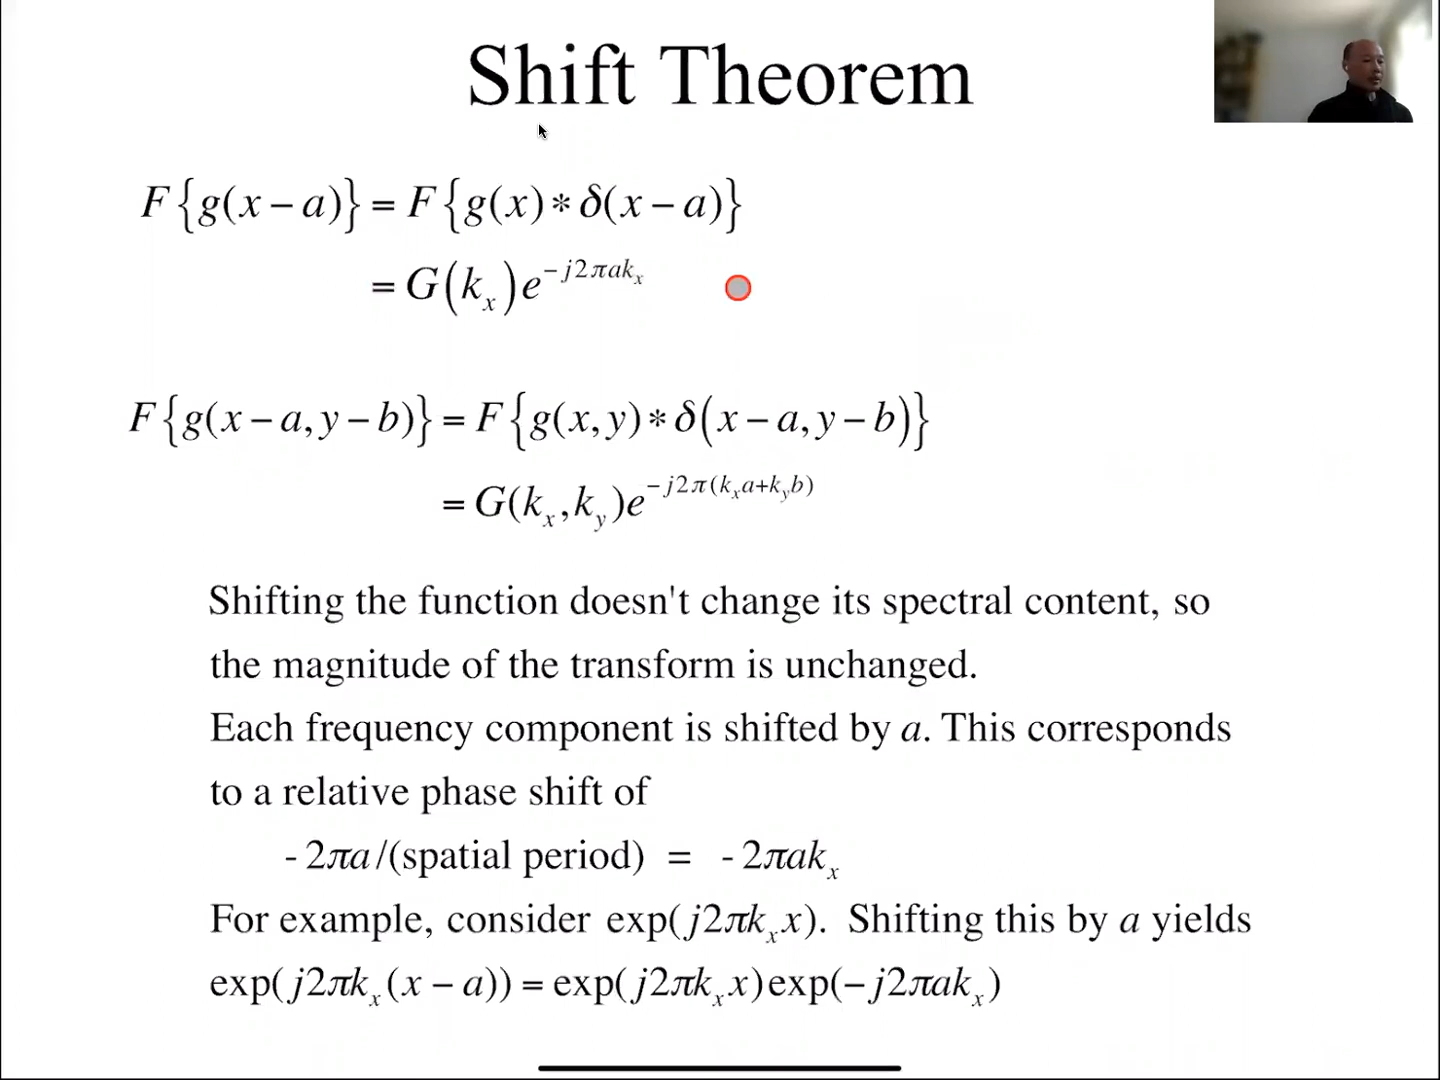 Shift Theorem
F{g(x − a)} = F{g(x) ∗ δ(x − a)}
= G(kₓ)e^{−j2πakₓ}
F{g(x − a, y − b)} = F{g(x, y) ∗ δ(x − a, y − b)}
= G(kₓ, k_y)e^{−j2π(kₓa+k_yb)}
Shifting the function doesn't change its spectral content, so
the magnitude of the transform is unchanged.
Each frequency component is shifted by a. This corresponds
to a relative phase shift of
- 2πa/(spatial period) = - 2πakₓ
For example, consider exp(j2πkₓx). Shifting this by a yields
exp(j2πkₓ(x − a)) = exp(j2πkₓx)exp(−j2πakₓ)